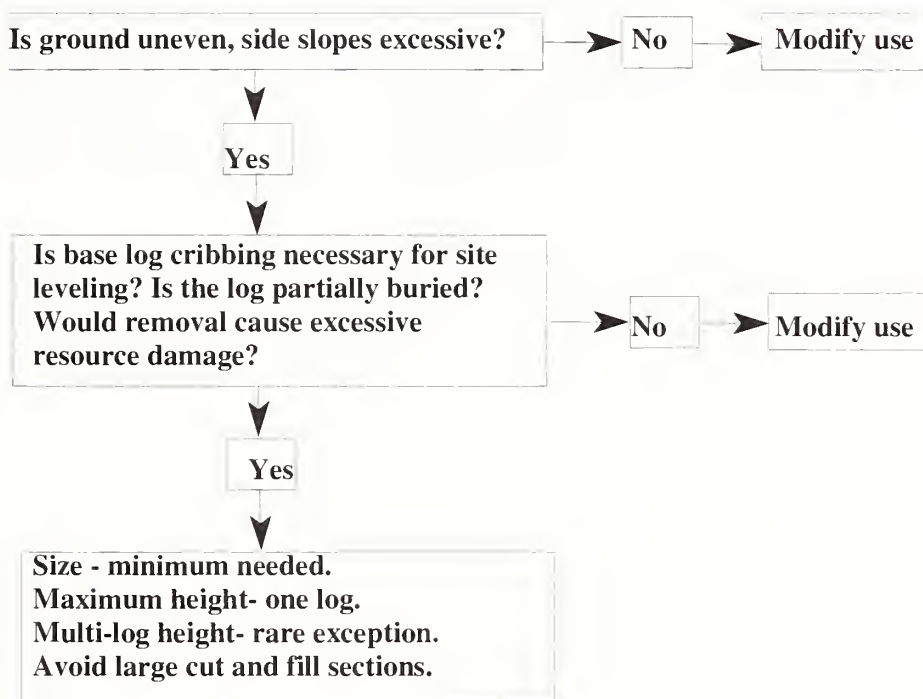 Is ground uneven, side slopes excessive?
No
Modify use
Yes
Is base log cribbing necessary for site
leveling? Is the log partially buried?
Would removal cause excessive
resource damage?
No
Modify use
Yes
Size - minimum needed.
Maximum height- one log.
Multi-log height- rare exception.
Avoid large cut and fill sections.